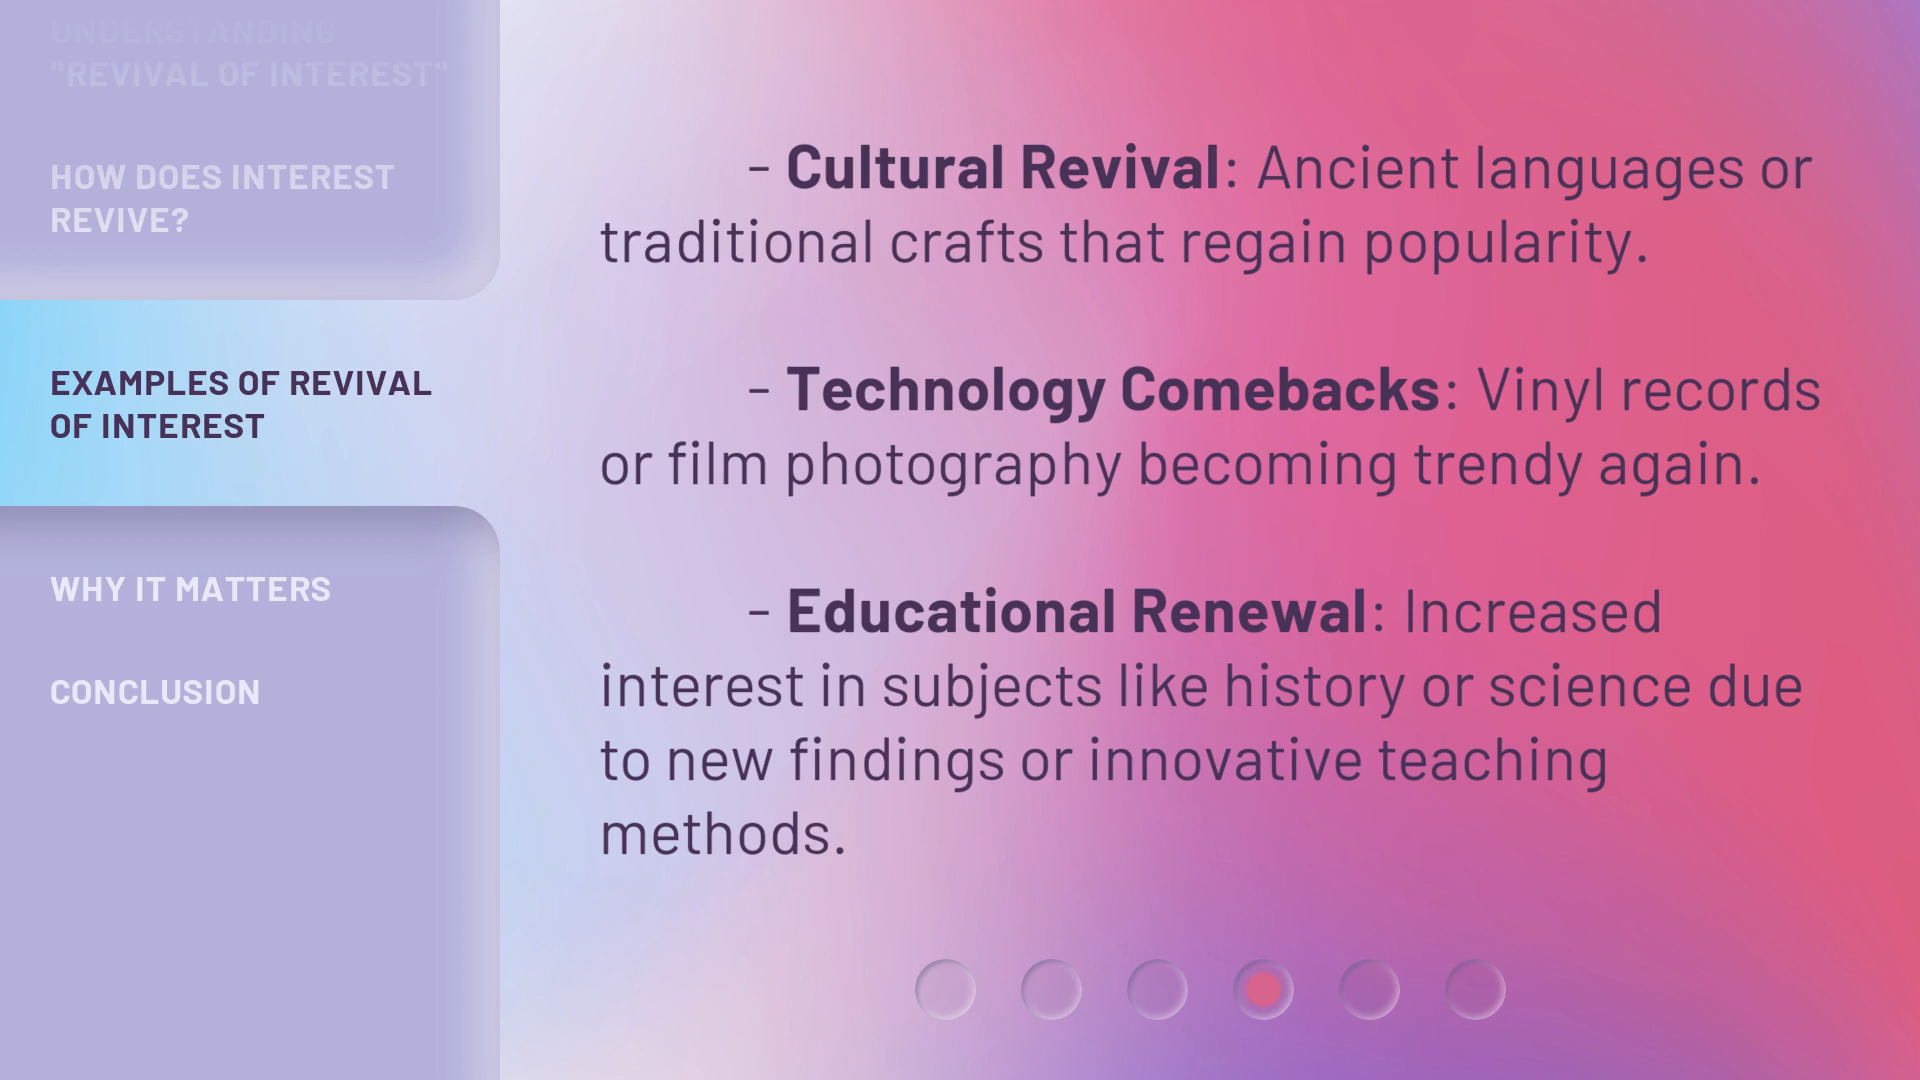 UNDERSTANDING
"REVIVAL OF INTEREST"
HOW DOES INTEREST
REVIVE?
EXAMPLES OF REVIVAL
OF INTEREST
WHY IT MATTERS
CONCLUSION
- Cultural Revival: Ancient languages or
traditional crafts that regain popularity.
- Technology Comebacks: Vinyl records
or film photography becoming trendy again.
- Educational Renewal: Increased
interest in subjects like history or science due
to new findings or innovative teaching
methods.